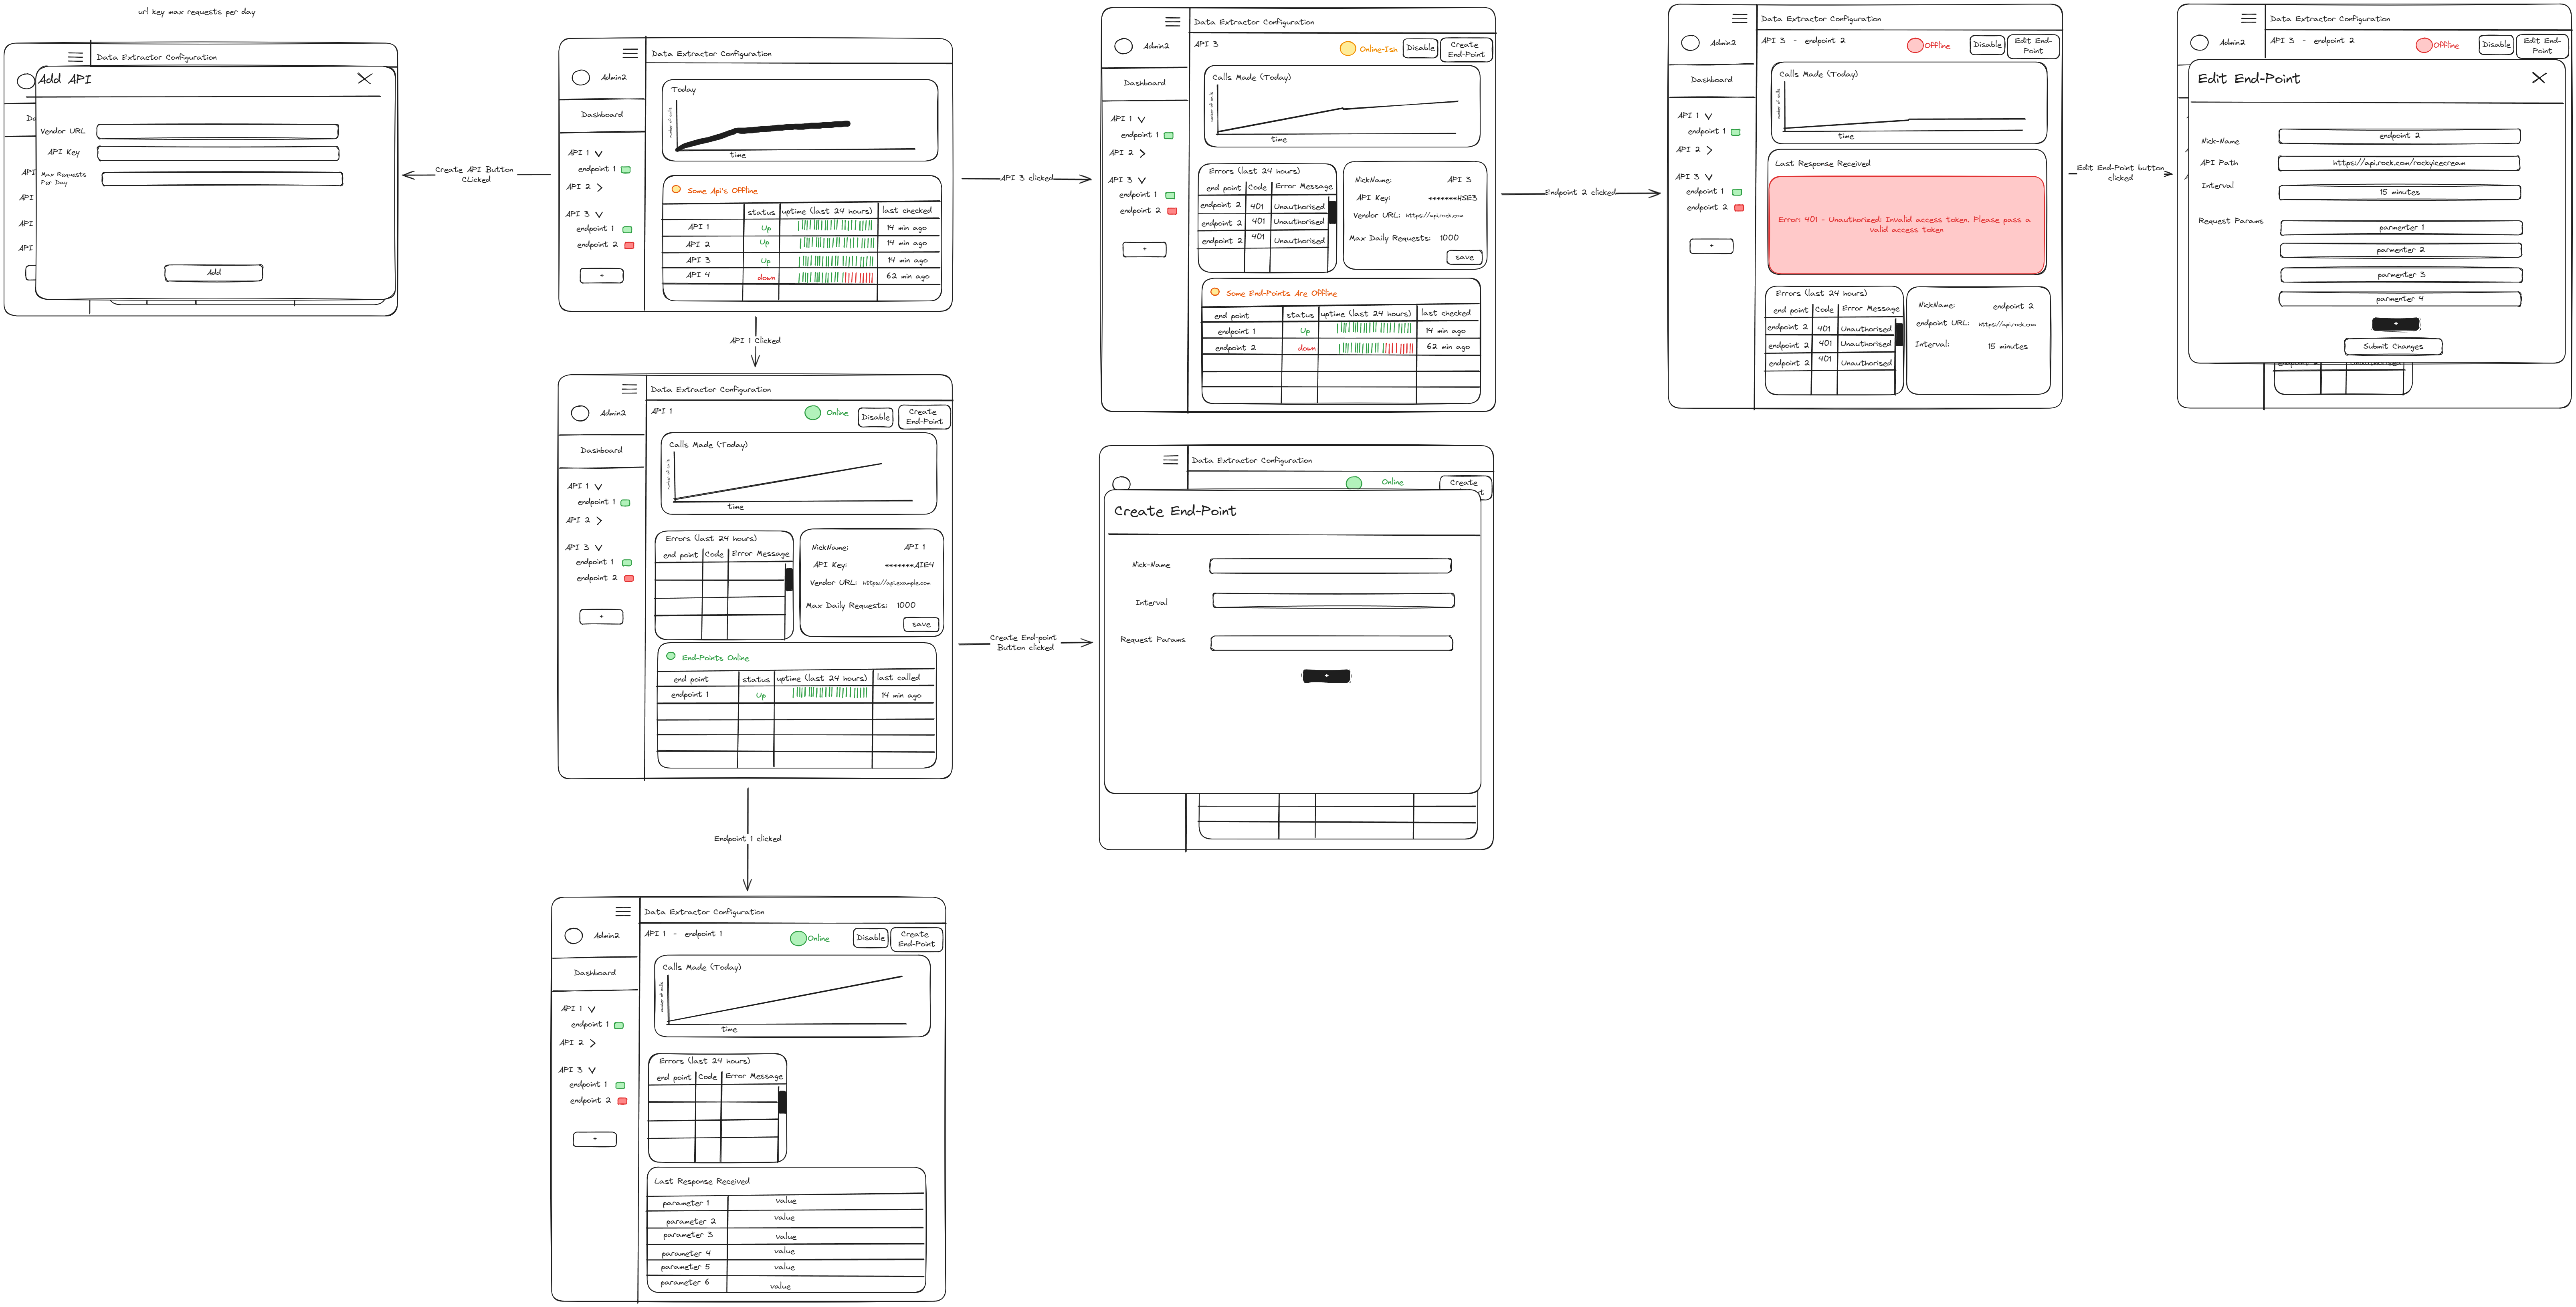 url key max requests per day
Data Extractor Configuration
Add API
Vendor URL
API Key
Max Requests
Per Day
Add
Da
API
API
API
API
Create API Button
CLicked
Data Extractor Configuration
Admin2
Dashboard
API 1
endpoint 1
API 2
API 3
endpoint 1
endpoint 2
+
Today
number of calls
time
Some Api's Offline
status uptime (last 24 hours) last checked
API 1 Up 14 min ago
API 2 Up 14 min ago
API 3 Up 14 min ago
API 4 down 62 min ago
API 3 clicked
API 1 Clicked
Data Extractor Configuration
Admin2
Dashboard
API 1
endpoint 1
API 2
API 3
endpoint 1
endpoint 2
+
API 3
Online-Ish
Disable
Create
End-Point
Calls Made (Today)
number of calls
time
Errors (last 24 hours)
end point Code Error Message
endpoint 2 401 Unauthorised
endpoint 2 401 Unauthorised
endpoint 2 401 Unauthorised
NickName: API 3
API Key: *******HSE3
Vendor URL: https://api.rock.com
Max Daily Requests: 1000
save
Some End-Points Are Offline
end point status uptime (last 24 hours) last checked
endpoint 1 Up 14 min ago
endpoint 2 down 62 min ago
Endpoint 2 clicked
Data Extractor Configuration
Admin2
Dashboard
API 1
endpoint 1
API 2
API 3
endpoint 1
endpoint 2
+
API 3 - endpoint 2
Offline
Disable
Edit End-
Point
Calls Made (Today)
number of calls
time
Last Response Received
Error: 401 - Unauthorized: Invalid access token. Please pass a
valid access token
Errors (last 24 hours)
end point Code Error Message
endpoint 2 401 Unauthorised
endpoint 2 401 Unauthorised
endpoint 2 401 Unauthorised
NickName: endpoint 2
endpoint URL: https://api.rock.com
Interval: 15 minutes
Edit End-Point button
clicked
Data Extractor Configuration
Admin2
API 3 - endpoint 2
Offline
Disable
Edit End-
Point
Edit End-Point
Nick-Name endpoint 2
API Path https://api.rock.com/rockyicecream
Interval 15 minutes
Request Params parmenter 1
parmenter 2
parmenter 3
parmenter 4
+
Submit Changes
endpoint 2 Unauthorised
Data Extractor Configuration
Admin2
Dashboard
API 1
endpoint 1
API 2
API 3
endpoint 1
endpoint 2
+
API 1
Online
Disable
Create
End-Point
Calls Made (Today)
number of calls
time
Errors (last 24 hours)
end point Code Error Message
NickName: API 1
API Key: *******AIE4
Vendor URL: https://api.example.com
Max Daily Requests: 1000
save
End-Points Online
end point status uptime (last 24 hours) last called
endpoint 1 Up 14 min ago
Create End-point
Button clicked
Data Extractor Configuration
Online
Create
Create End-Point
Nick-Name
Interval
Request Params
+
Endpoint 1 clicked
Data Extractor Configuration
Admin2
Dashboard
API 1
endpoint 1
API 2
API 3
endpoint 1
endpoint 2
+
API 1 - endpoint 1
Online
Disable
Create
End-Point
Calls Made (Today)
number of calls
time
Errors (last 24 hours)
end point Code Error Message
Last Response Received
parameter 1 value
parameter 2 value
parameter 3 value
parameter 4 value
parameter 5 value
parameter 6 value